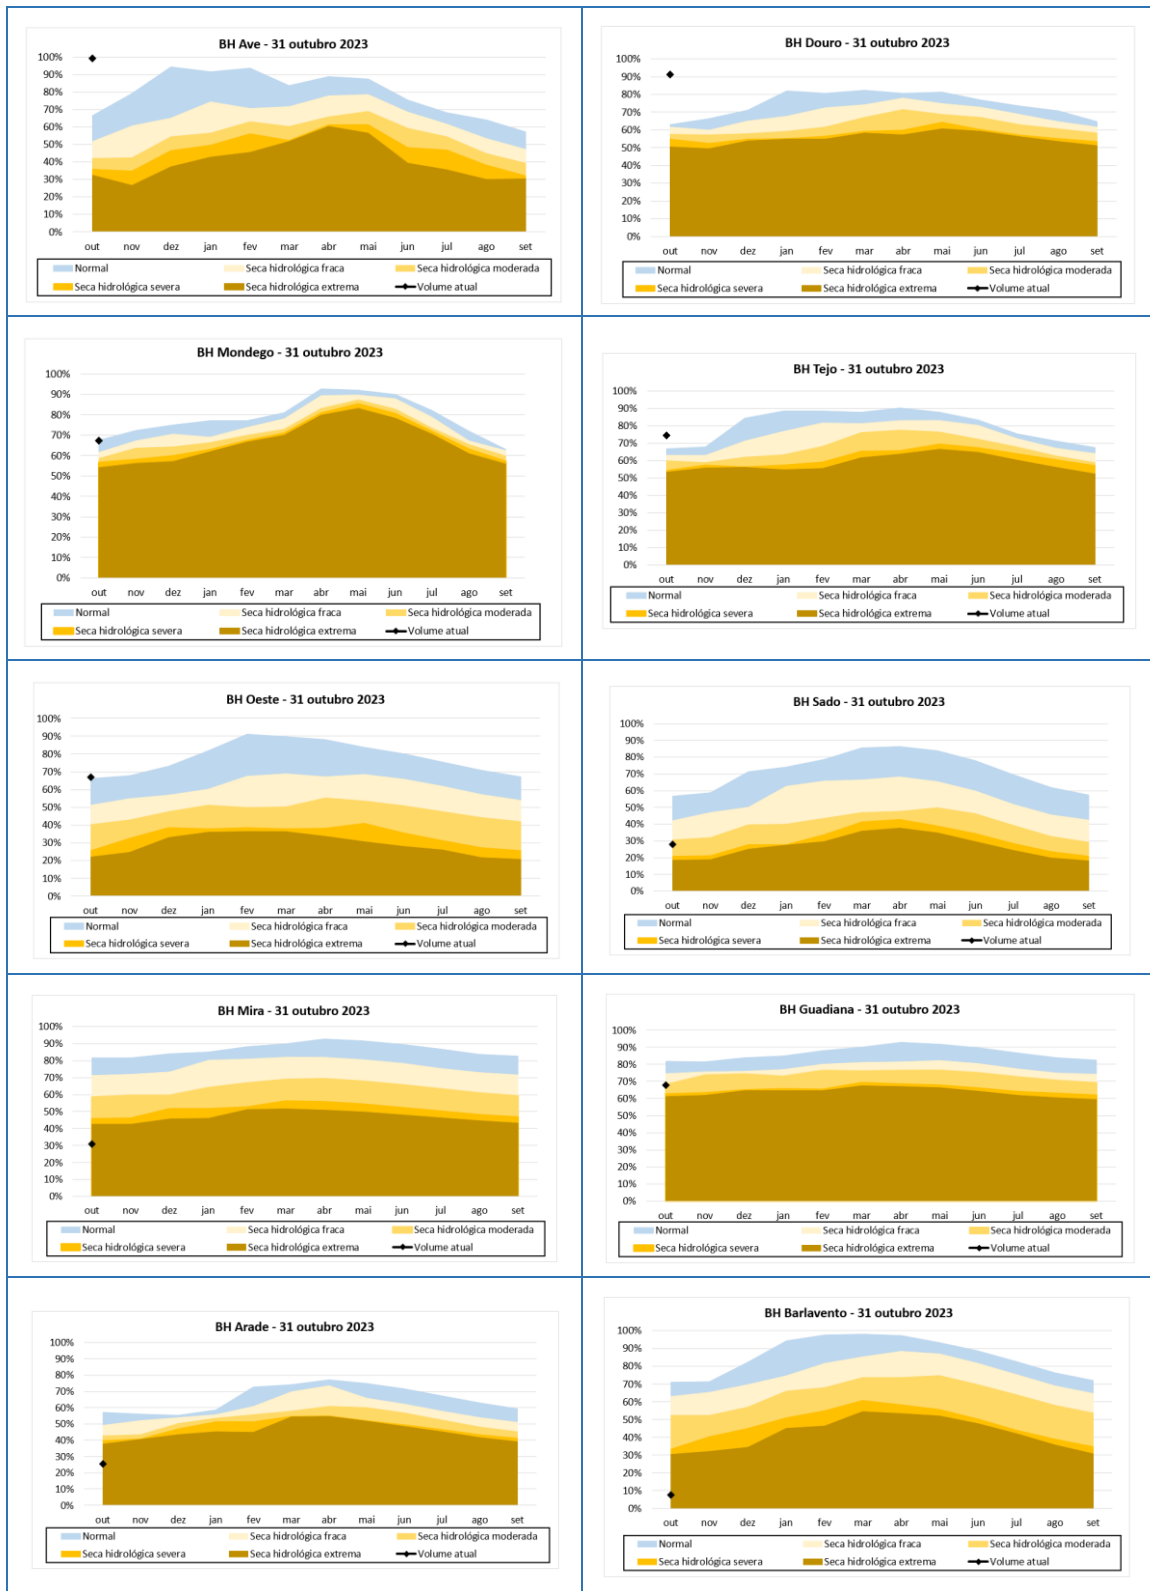 BH Ave - 31 outubro 2023
100%
90%
80%
70%
60%
50%
40%
30%
20%
10%
0%
out nov dez jan fev mar abr mai jun jul ago set
Normal Seca hidrológica fraca Seca hidrológica moderada
Seca hidrológica severa Seca hidrológica extrema Volume atual
BH Douro - 31 outubro 2023
100%
90%
80%
70%
60%
50%
40%
30%
20%
10%
0%
out nov dez jan fev mar abr mai jun jul ago set
Normal Seca hidrológica fraca Seca hidrológica moderada
Seca hidrológica severa Seca hidrológica extrema Volume atual
BH Mondego - 31 outubro 2023
100%
90%
80%
70%
60%
50%
40%
30%
20%
10%
0%
out nov dez jan fev mar abr mai jun jul ago set
Normal Seca hidrológica fraca Seca hidrológica moderada
Seca hidrológica severa Seca hidrológica extrema Volume atual
BH Tejo - 31 outubro 2023
100%
90%
80%
70%
60%
50%
40%
30%
20%
10%
0%
out nov dez jan fev mar abr mai jun jul ago set
Normal Seca hidrológica fraca Seca hidrológica moderada
Seca hidrológica severa Seca hidrológica extrema Volume atual
BH Oeste - 31 outubro 2023
100%
90%
80%
70%
60%
50%
40%
30%
20%
10%
0%
out nov dez jan fev mar abr mai jun jul ago set
Normal Seca hidrológica fraca Seca hidrológica moderada
Seca hidrológica severa Seca hidrológica extrema Volume atual
BH Sado - 31 outubro 2023
100%
90%
80%
70%
60%
50%
40%
30%
20%
10%
0%
out nov dez jan fev mar abr mai jun jul ago set
Normal Seca hidrológica fraca Seca hidrológica moderada
Seca hidrológica severa Seca hidrológica extrema Volume atual
BH Mira - 31 outubro 2023
100%
90%
80%
70%
60%
50%
40%
30%
20%
10%
0%
out nov dez jan fev mar abr mai jun jul ago set
Normal Seca hidrológica fraca Seca hidrológica moderada
Seca hidrológica severa Seca hidrológica extrema Volume atual
BH Guadiana - 31 outubro 2023
100%
90%
80%
70%
60%
50%
40%
30%
20%
10%
0%
out nov dez jan fev mar abr mai jun jul ago set
Normal Seca hidrológica fraca Seca hidrológica moderada
Seca hidrológica severa Seca hidrológica extrema Volume atual
BH Arade - 31 outubro 2023
100%
90%
80%
70%
60%
50%
40%
30%
20%
10%
0%
out nov dez jan fev mar abr mai jun jul ago set
Normal Seca hidrológica fraca Seca hidrológica moderada
Seca hidrológica severa Seca hidrológica extrema Volume atual
BH Barlavento - 31 outubro 2023
100%
90%
80%
70%
60%
50%
40%
30%
20%
10%
0%
out nov dez jan fev mar abr mai jun jul ago set
Normal Seca hidrológica fraca Seca hidrológica moderada
Seca hidrológica severa Seca hidrológica extrema Volume atual